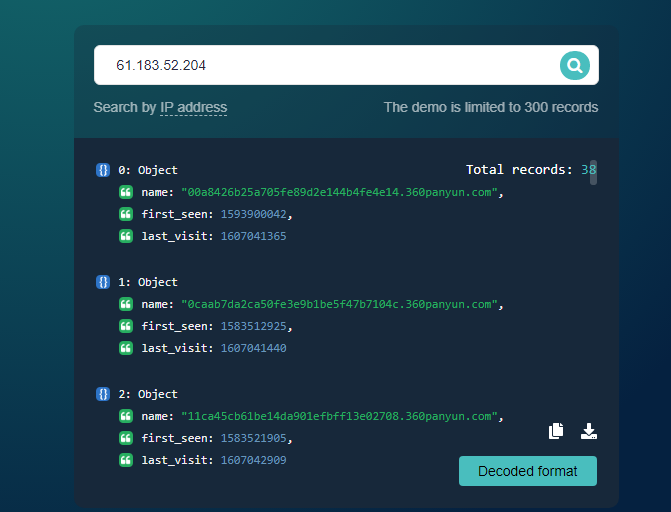 61.183.52.204
Search by IP address The demo is limited to 300 records
0: Object Total records: 38
name: "00a8426b25a705fe89d2e144b4fe4e14.360panyun.com",
first_seen: 1593900042,
last_visit: 1607041365
1: Object
name: "0caab7da2ca50fe3e9b1be5f47b7104c.360panyun.com",
first_seen: 1583512925,
last_visit: 1607041440
2: Object
name: "11ca45cb61be14da901efbff13e02708.360panyun.com",
first_seen: 1583521905,
last_visit: 1607042909
Decoded format